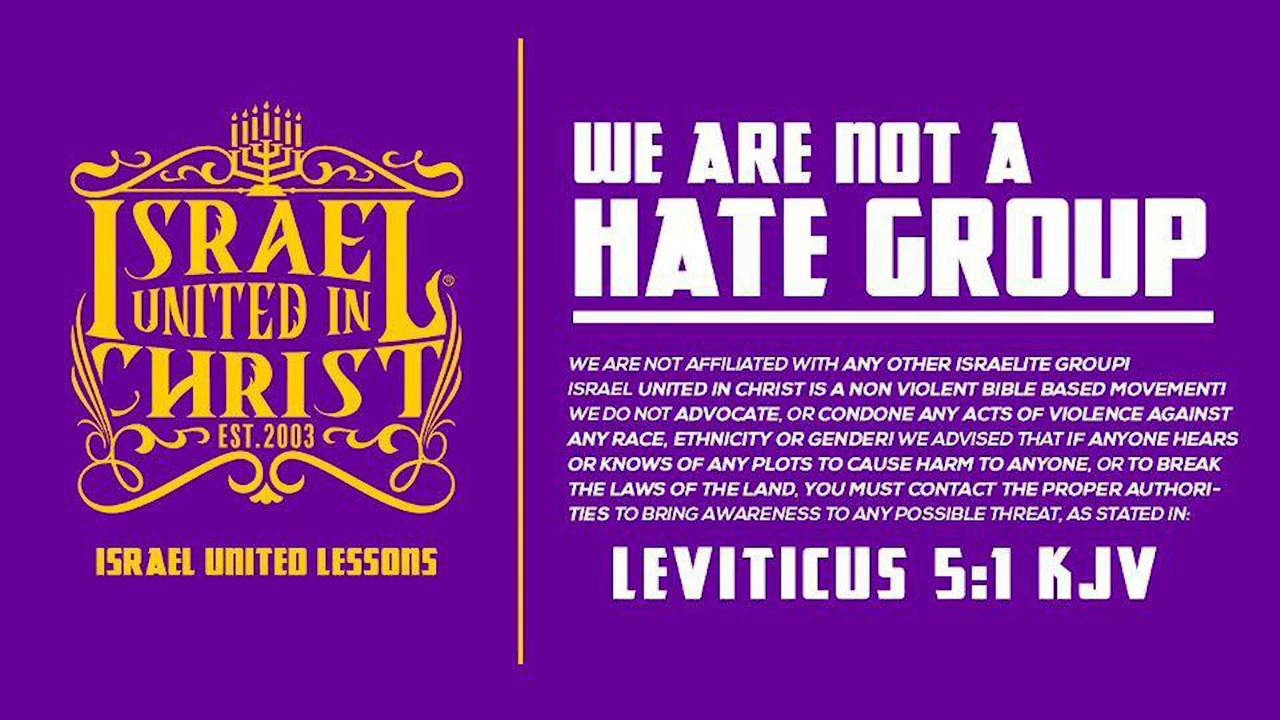 ISRAEL
UNITED IN
CHRIST
EST. 2003
ISRAEL UNITED LESSONS
WE ARE NOT A
HATE GROUP
WE ARE NOT AFFILIATED WITH ANY OTHER ISRAELITE GROUP!
ISRAEL UNITED IN CHRIST IS A NON VIOLENT BIBLE BASED MOVEMENT!
WE DO NOT ADVOCATE, OR CONDONE ANY ACTS OF VIOLENCE AGAINST
ANY RACE, ETHNICITY OR GENDER! WE ADVISED THAT IF ANYONE HEARS
OR KNOWS OF ANY PLOTS TO CAUSE HARM TO ANYONE, OR TO BREAK
THE LAWS OF THE LAND, YOU MUST CONTACT THE PROPER AUTHORI-
TIES TO BRING AWARENESS TO ANY POSSIBLE THREAT, AS STATED IN:
LEVITICUS 5:1 KJV